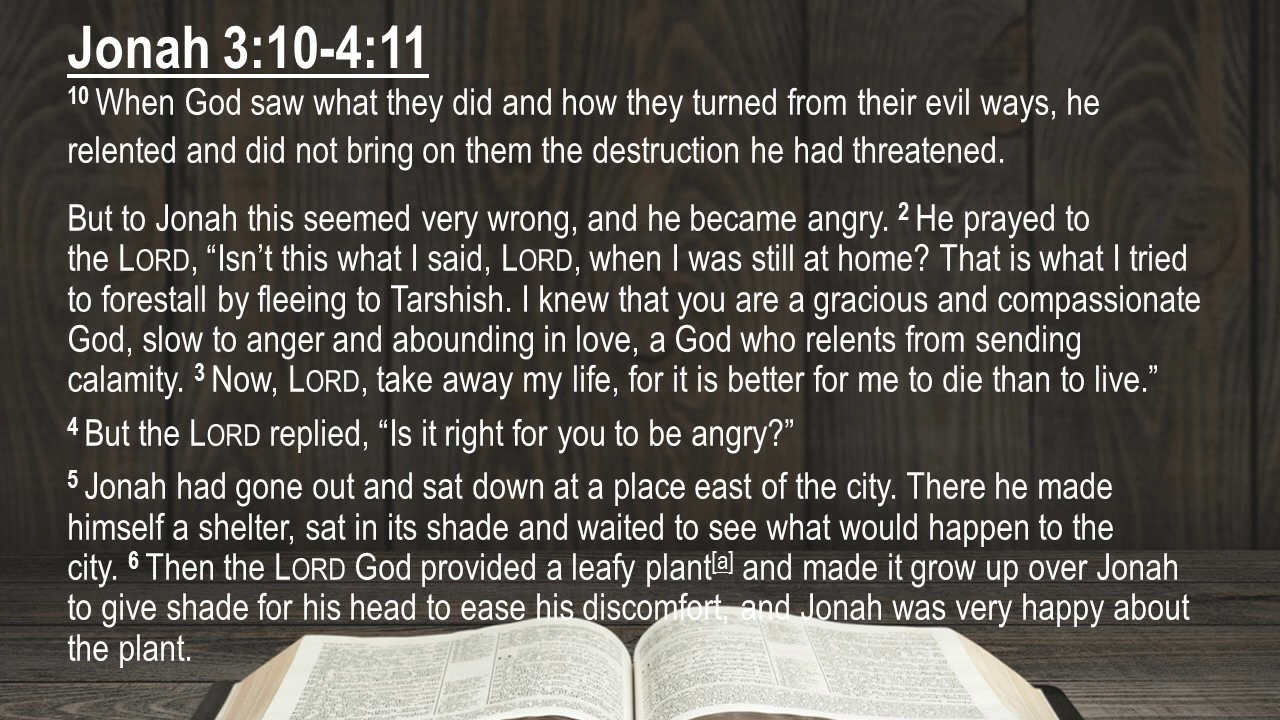 Jonah 3:10-4:11
10 When God saw what they did and how they turned from their evil ways, he
relented and did not bring on them the destruction he had threatened.
But to Jonah this seemed very wrong, and he became angry. 2 He prayed to
the LORD, “Isn’t this what I said, LORD, when I was still at home? That is what I tried
to forestall by fleeing to Tarshish. I knew that you are a gracious and compassionate
God, slow to anger and abounding in love, a God who relents from sending
calamity. 3 Now, LORD, take away my life, for it is better for me to die than to live.”
4 But the LORD replied, “Is it right for you to be angry?”
5 Jonah had gone out and sat down at a place east of the city. There he made
himself a shelter, sat in its shade and waited to see what would happen to the
city. 6 Then the LORD God provided a leafy plant[a] and made it grow up over Jonah
to give shade for his head to ease his discomfort, and Jonah was very happy about
the plant.